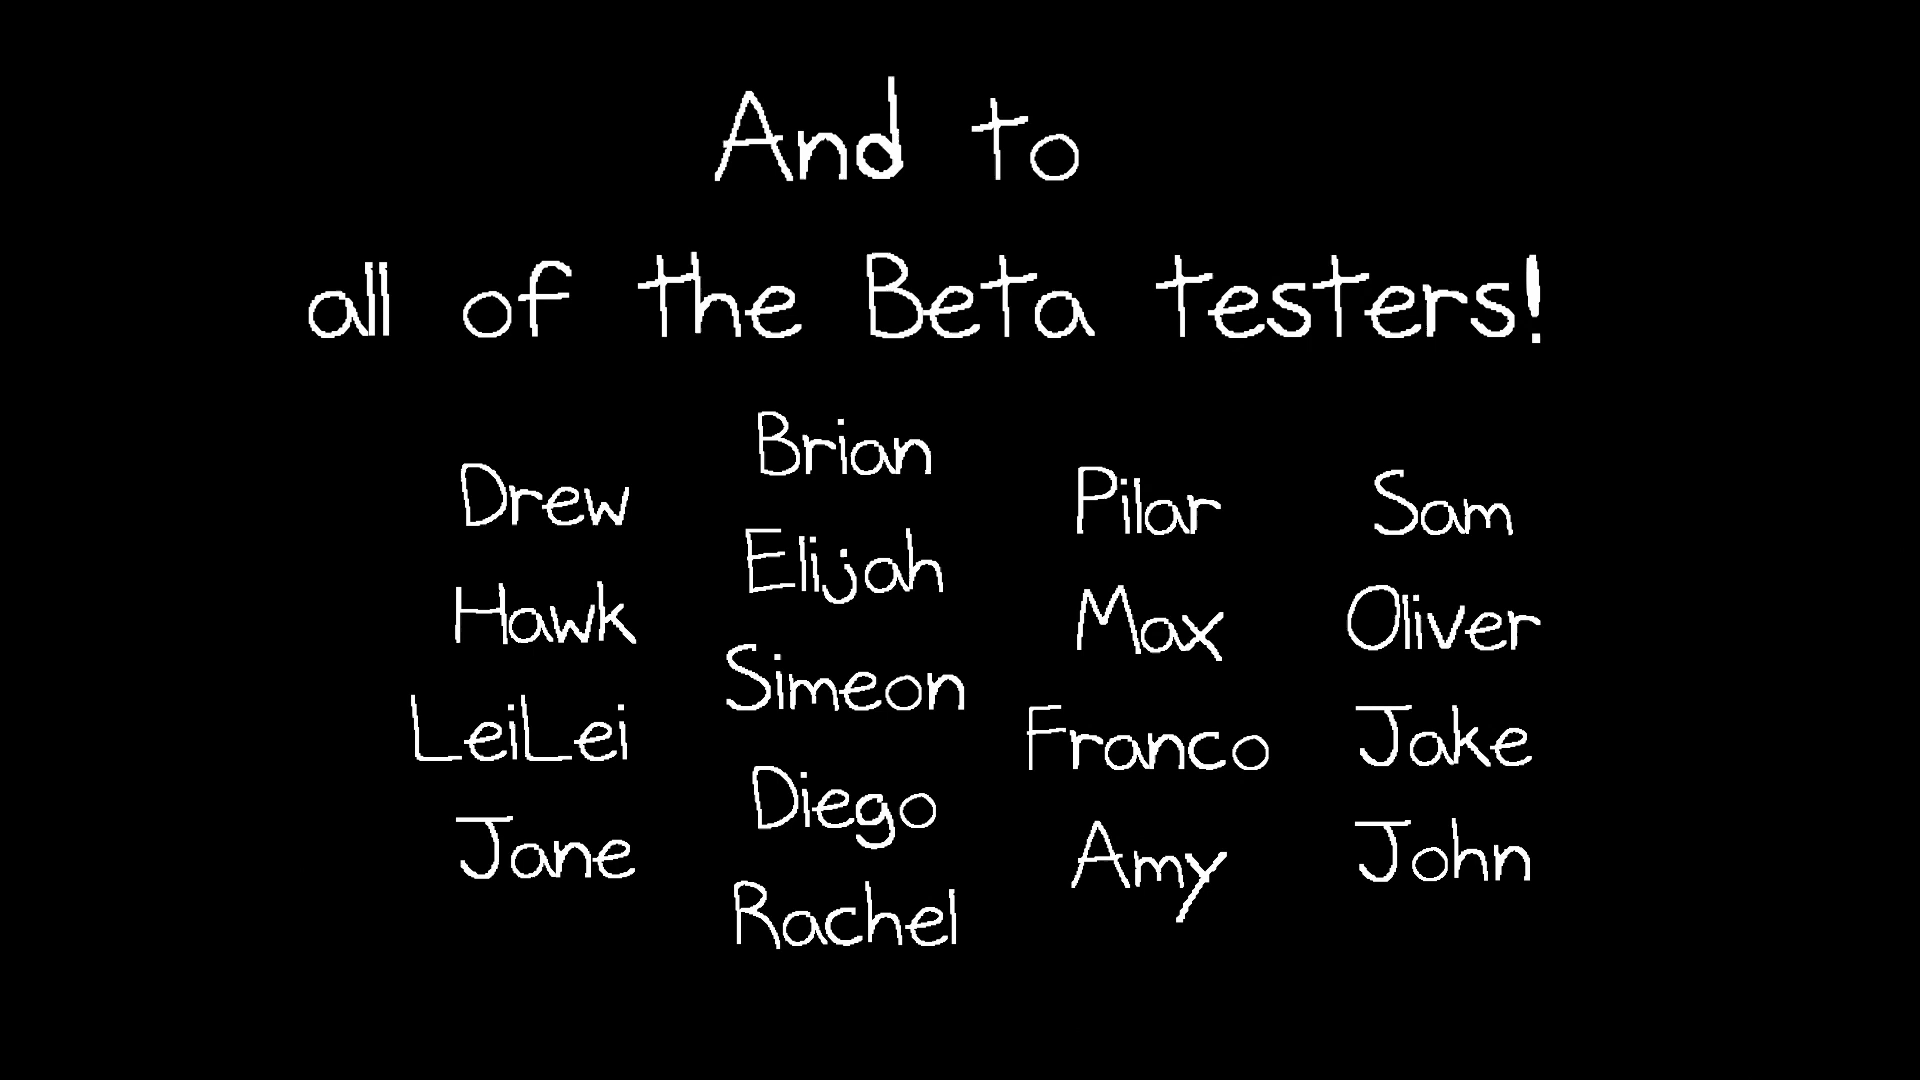 And to
all of the Beta testers!
Drew
Hawk
LeiLei
Jane
Brian
Elijah
Simeon
Diego
Rachel
Pilar
Max
Franco
Amy
Sam
Oliver
Jake
John